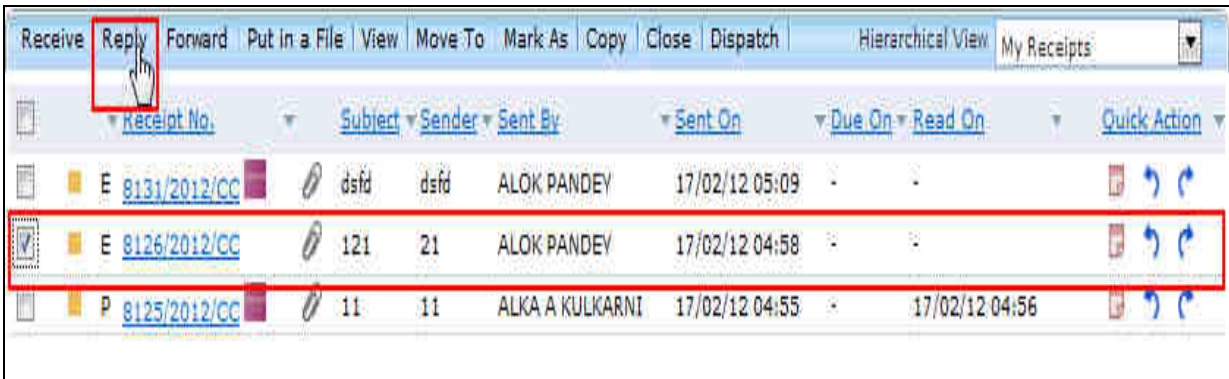 Receive Reply Forward Put in a File View Move To Mark As Copy Close Dispatch Hierarchical View My Receipts
Receipt No. Subject Sender Sent By Sent On Due On Read On Quick Action
E 8131/2012/CC dsfd dsfd ALOK PANDEY 17/02/12 05:09 - -
E 8126/2012/CC 121 21 ALOK PANDEY 17/02/12 04:58 - -
P 8125/2012/CC 11 11 ALKA A KULKARNI 17/02/12 04:55 - 17/02/12 04:56